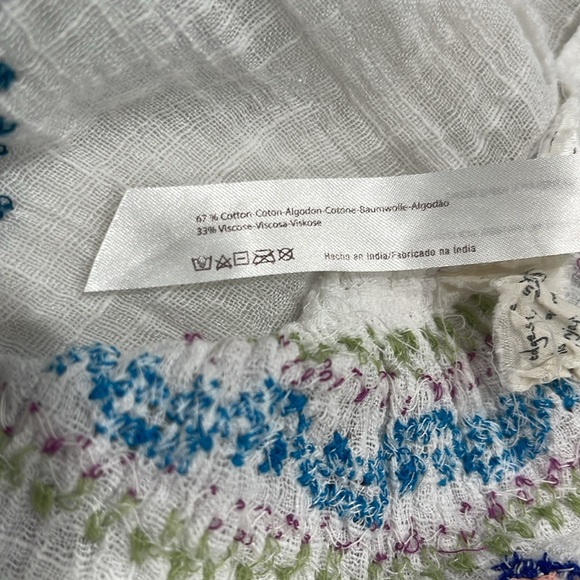 67 % Cotton-Coton-Algodon-Cotone-Baumwolle-Algodão
33% Viscose-Viscosa-Viskose
Hecho en India/Fabricado na India